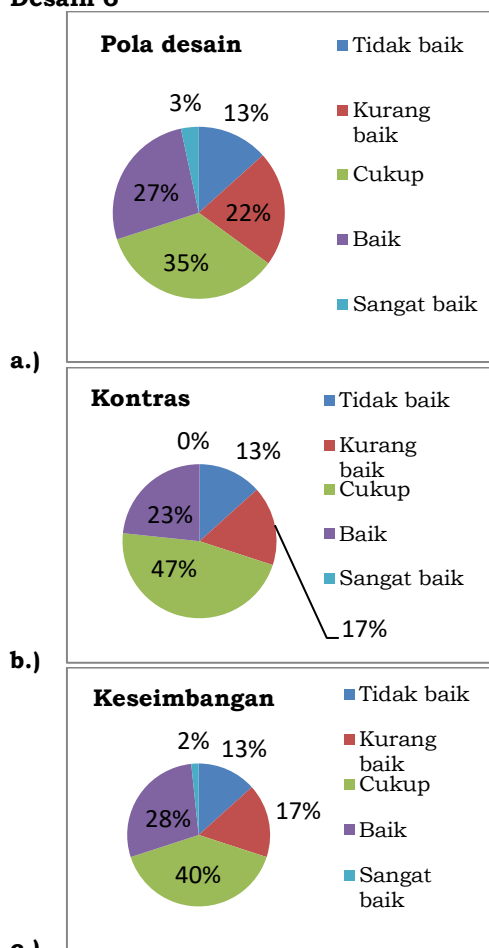 Pola desain
Tidak baik
3%
13%
Kurang
baik
Cukup
27%
22%
Baik
35%
Sangat baik
a.)
Kontras
Tidak baik
0%
13%
Kurang
baik
Cukup
23%
Baik
47%
Sangat baik
17%
b.)
Keseimbangan
Tidak baik
2%
13%
Kurang
baik
17%
Cukup
28%
Baik
40%
Sangat
baik